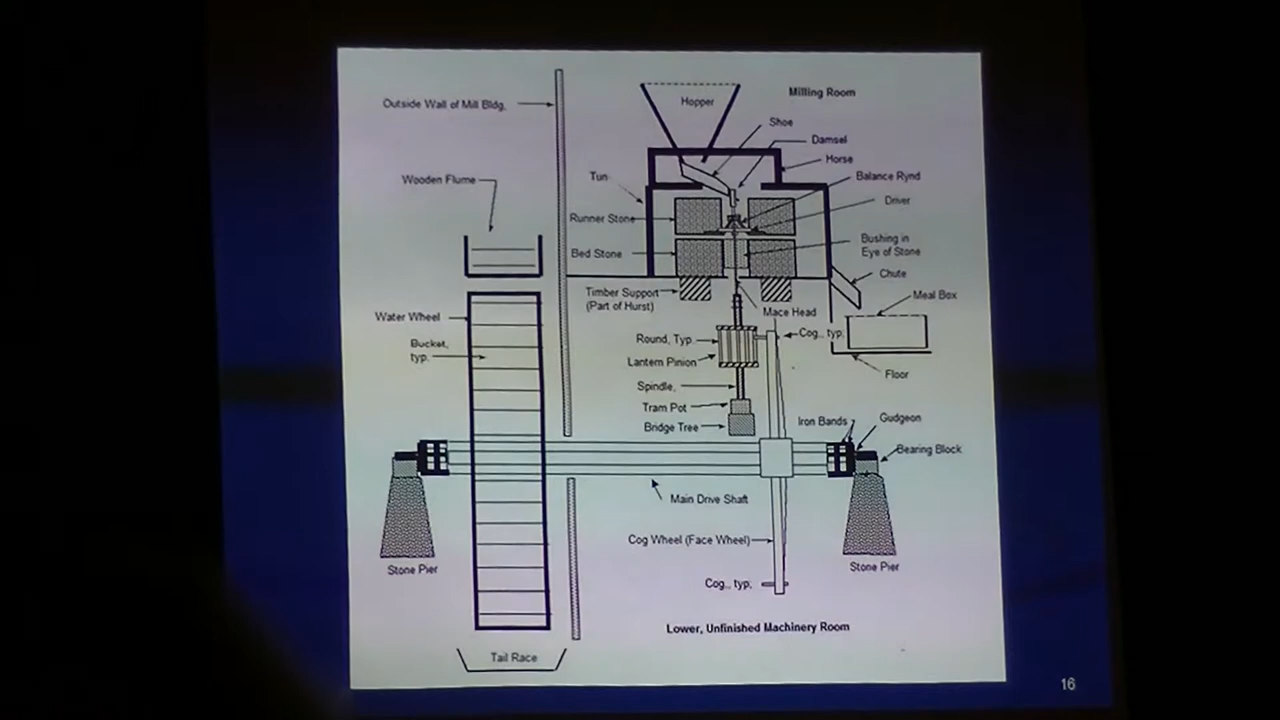 Milling Room
Hopper
Outside Wall of Mill Bldg,
Shoe
Damsel
Horse
Tun
Balance Rynd
Wooden Flume
Driver
Runner Stone
Bushing in
Eye of Stone
Bed Stone
Chute
Timber Support
(Part of Hurst)
Meal Box
Mace Head
Water Wheel
Round, Typ.
Cog., typ;
Bucket,
typ.
Lantern Pinion
Floor
Spindle,
Tram Pot
Bridge Tree
Iron Bands
Gudgeon
Bearing Block
Main Drive Shaft
Cog Wheel (Face Wheel)
Stone Pier
Stone Pier
Cog., typ;
Lower, Unfinished Machinery Room
Tail Race
16